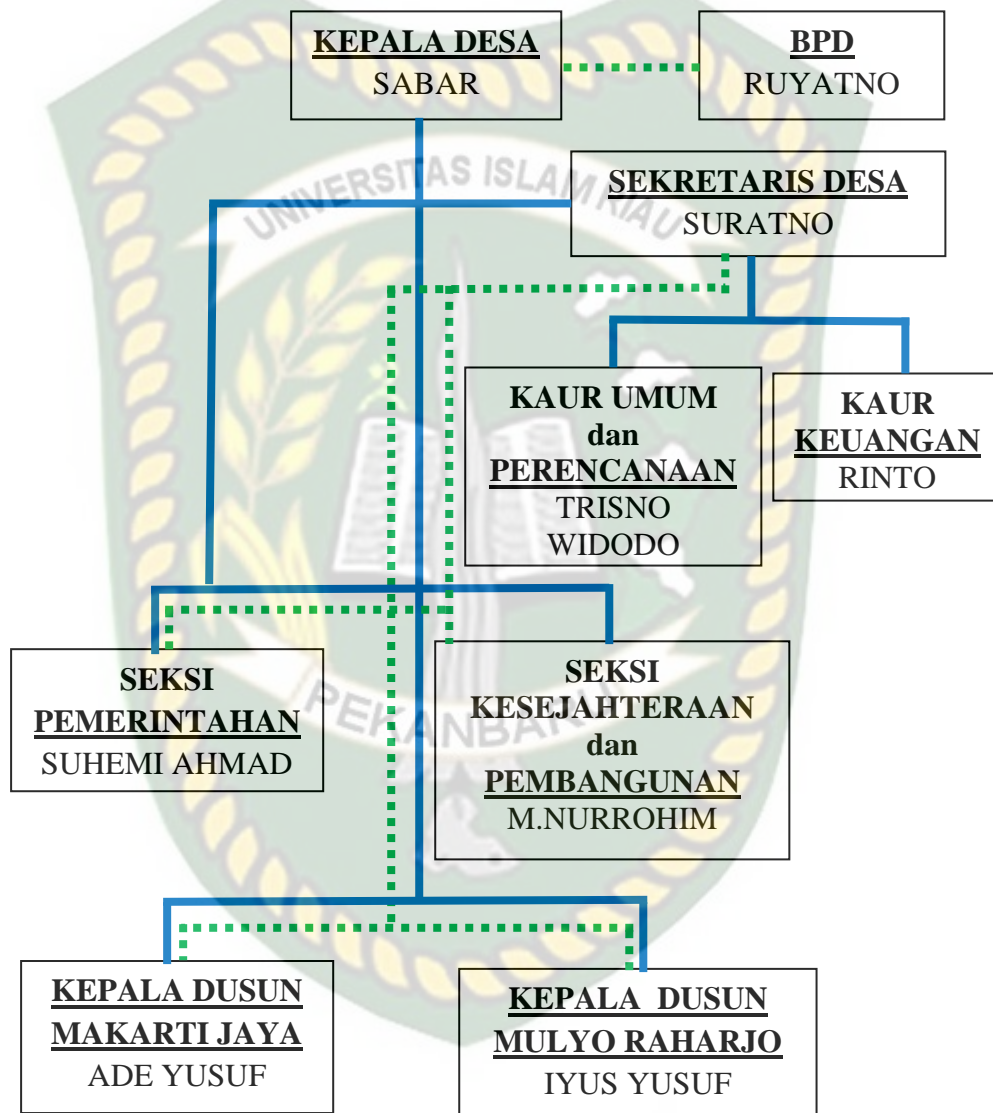 KEPALA DESA
SABAR
BPD
RUYATNO
UNIVERSITAS ISLAM RIAU
SEKRETARIS DESA
SURATNO
KAUR UMUM
dan
PERENCANAAN
TRISNO
WIDODO
KAUR
KEUANGAN
RINTO
SEKSI
PEMERINTAHAN
SUHEMI AHMAD
SEKSI
KESEJAHTERAAN
dan
PEMBANGUNAN
M.NURROHIM
PEKANBARU
KEPALA DUSUN
MAKARTI JAYA
ADE YUSUF
KEPALA DUSUN
MULYO RAHARJO
IYUS YUSUF